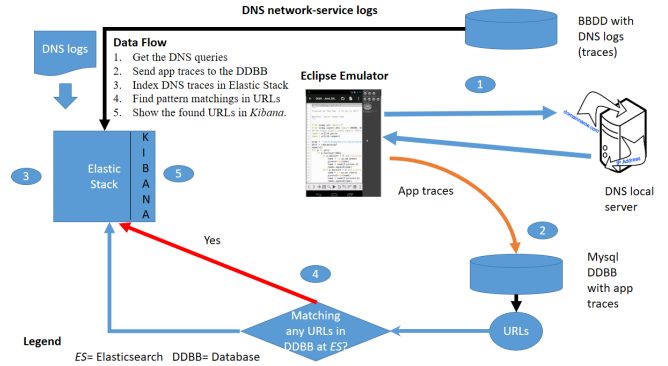 DNS network-service logs
BBDD with
DNS logs
(traces)
DNS logs
Data Flow
1. Get the DNS queries
2. Send app traces to the DDBB
3. Index DNS traces in Elastic Stack
4. Find pattern matchings in URLs
5. Show the found URLs in Kibana.
Eclipse Emulator
1
domainname.com
IP Address
DNS local
server
3
Elastic
Stack
K
I
B
A
N
A
5
App traces
2
Yes
Mysql
DDBB
with app
traces
4
Matching
any URLs in
DDBB at ES?
URLs
Legend
ES= Elasticsearch DDBB= Database